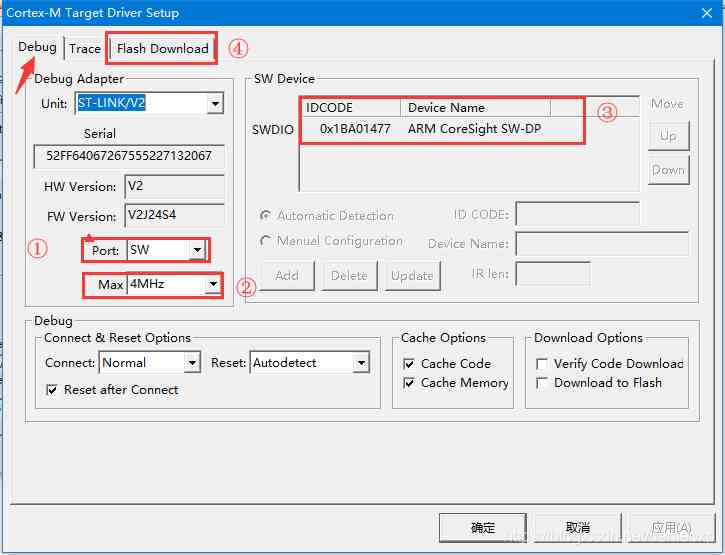 Cortex-M Target Driver Setup
Debug
Trace
Flash Download
④
Debug Adapter
Unit: ST-LINK/V2
Serial
52FF64067267555227132067
HW Version: V2
FW Version: V2J24S4
①
Port: SW
Max 4MHz
②
SW Device
IDCODE Device Name
③
SWDIO 0x1BA01477 ARM CoreSight SW-DP
Move
Up
Down
Automatic Detection
Manual Configuration
ID CODE:
Device Name:
Add Delete Update
IR len:
Debug
Connect & Reset Options
Connect: Normal Reset: Autodetect
Reset after Connect
Cache Options
Cache Code
Cache Memory
Download Options
Verify Code Download
Download to Flash
确定 取消 应用(A)